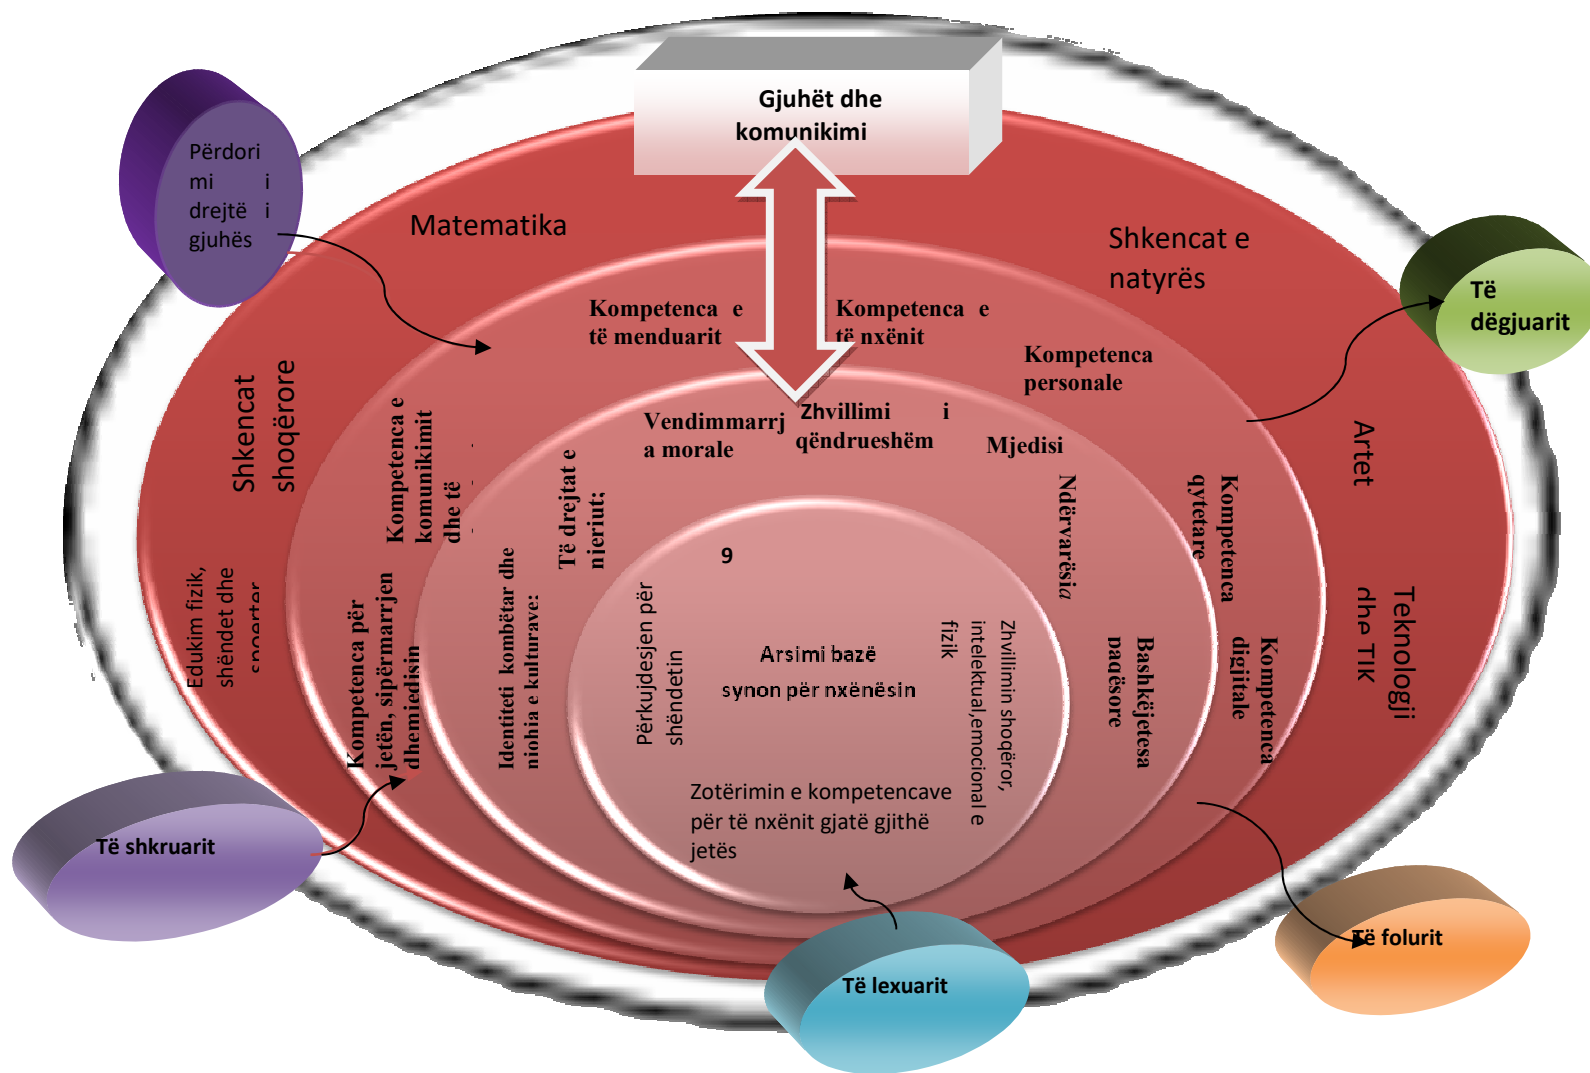 Gjuhët dhe
komunikimi
Përdori
mi i
drejtë i
gjuhës
Matematika
Shkencat e
natyrës
Të
dëgjuarit
Kompetenca e
të menduarit
Kompetenca e
të nxënit
Kompetenca
personale
Shkencat
shoqërore
Kompetenca e
komunikimit
dhe të
Vendimmarrj
a morale
Zhvillimi i
qëndrueshëm
Mjedisi
Artet
Të drejtat e
njeriut;
Ndërvarësia
Kompetenca
qytetare
9
Edukim fizik,
shëndet dhe
Kompetenca për
jetën, sipërmarrjen
dhemjedisin
Identiteti kombëtar dhe
njohja e kulturave;
Përkujdesjen për
shëndetin
Arsimi bazë
synon për nxënësin
Zhvillimin shoqëror,
intelektual,emocional e
fizik
Bashkëjetesa
paqësore
Kompetenca
digjitale
Teknologji
dhe TIK
Zotërimin e kompetencave
për të nxënit gjatë gjithë
jetës
Të shkruarit
Të lexuarit
Të folurit